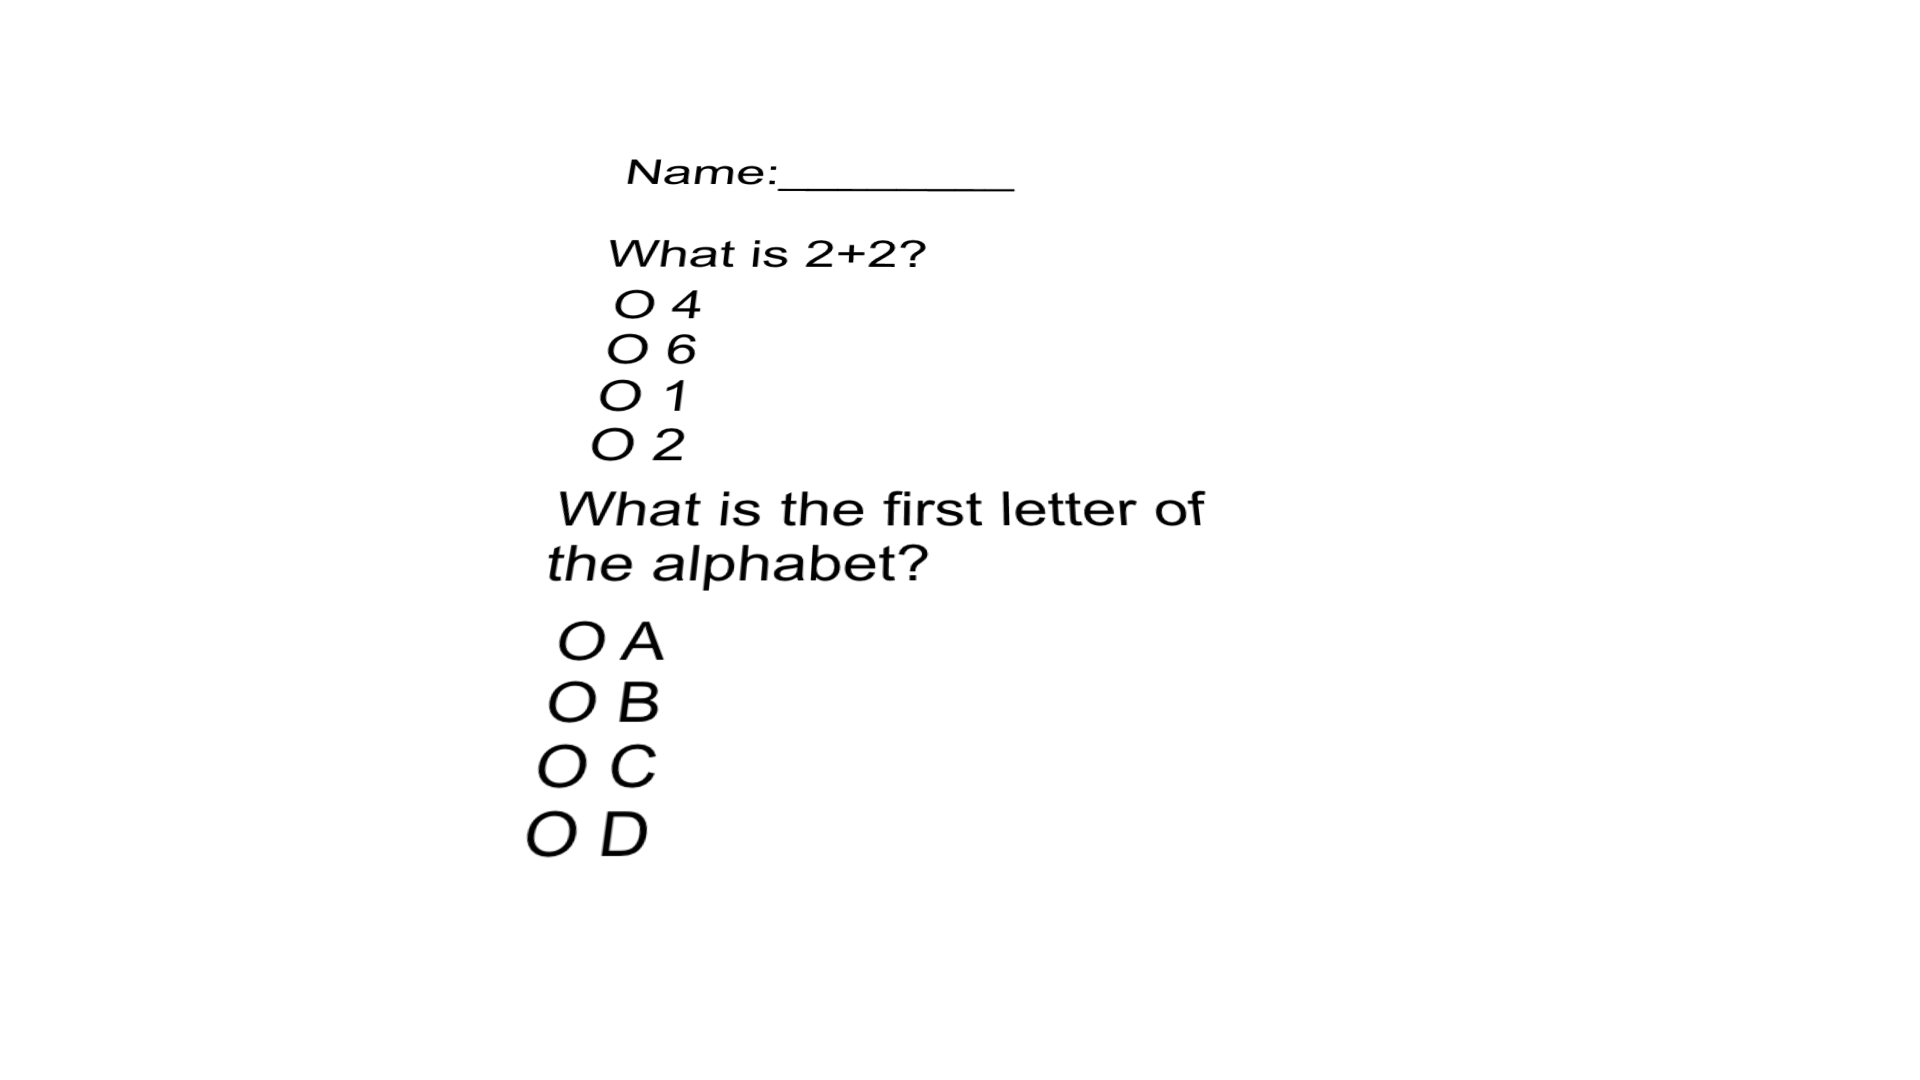 Name:__________
What is 2+2?
O 4
O 6
O 1
O 2
What is the first letter of
the alphabet?
O A
O B
O C
O D